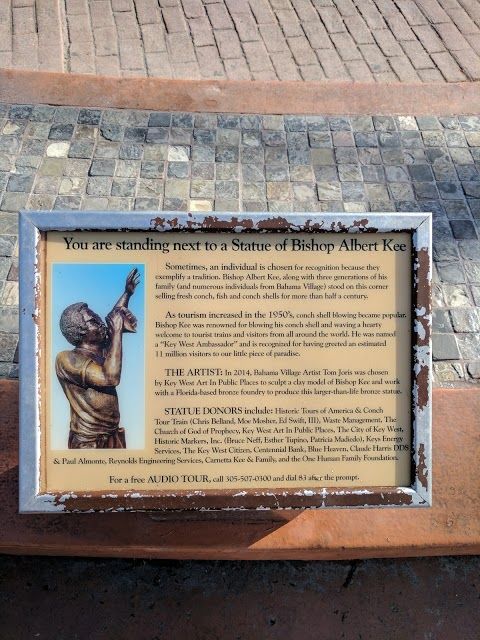 You are standing next to a Statue of Bishop Albert Kee
Sometimes, an individual is chosen for recognition because they
exemplify a tradition. Bishop Albert Kee, along with three generations of his
family (and numerous individuals from Bahama Village) stood on this corner
selling fresh conch, fish and conch shells for more than half a century.
As tourism increased in the 1950's, conch shell blowing became popular.
Bishop Kee was renowned for blowing his conch shell and waving a hearty
welcome to tourist trains and visitors from all around the world. He was named
a "Key West Ambassador" and is recognized for having greeted an estimated
11 million visitors to our little piece of paradise.
THE ARTIST: In 2014, Bahama Village Artist Tom Joris was chosen
by Key West Art In Public Places to sculpt a clay model of Bishop Kee and work
with a Florida-based bronze foundry to produce this larger-than-life bronze statue.
STATUE DONORS include: Historic Tours of America & Conch
Tour Train (Chris Belland, Moe Mosher, Ed Swift, III), Waste Management, The
Church of God of Prophecy, Key West Art In Public Places, The City of Key West,
Historic Markers, Inc. (Bruce Neff, Esther Tupino, Patricia Madiedo), Keys Energy
Services, The Key West Citizen, Centennial Bank, Blue Heaven, Claude Harris DDS
& Paul Almonte, Reynolds Engineering Services, Carnetta Kee & Family, and the One Human Family Foundation.
For a free AUDIO TOUR, call 305-507-0300 and dial 83 after the prompt.